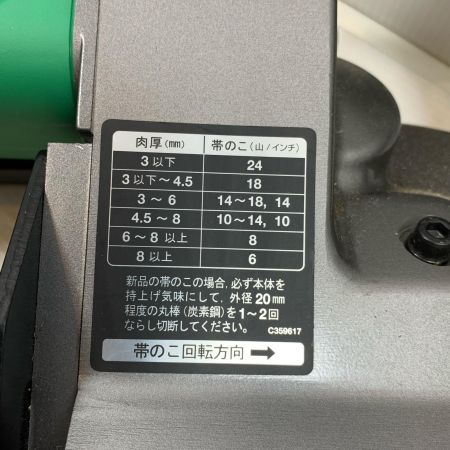 肉厚(mm) 帯のこ(山/インチ)
3以下 24
3以下～4.5 18
3～6 14～18, 14
4.5～8 10～14, 10
6～8以上 8
8以上 6
新品の帯のこの場合,必ず本体を
持上げ気味にして,外径20mm
程度の丸棒(炭素鋼)を1～2回
ならし切断してください。 C359617
帯のこ回転方向 →